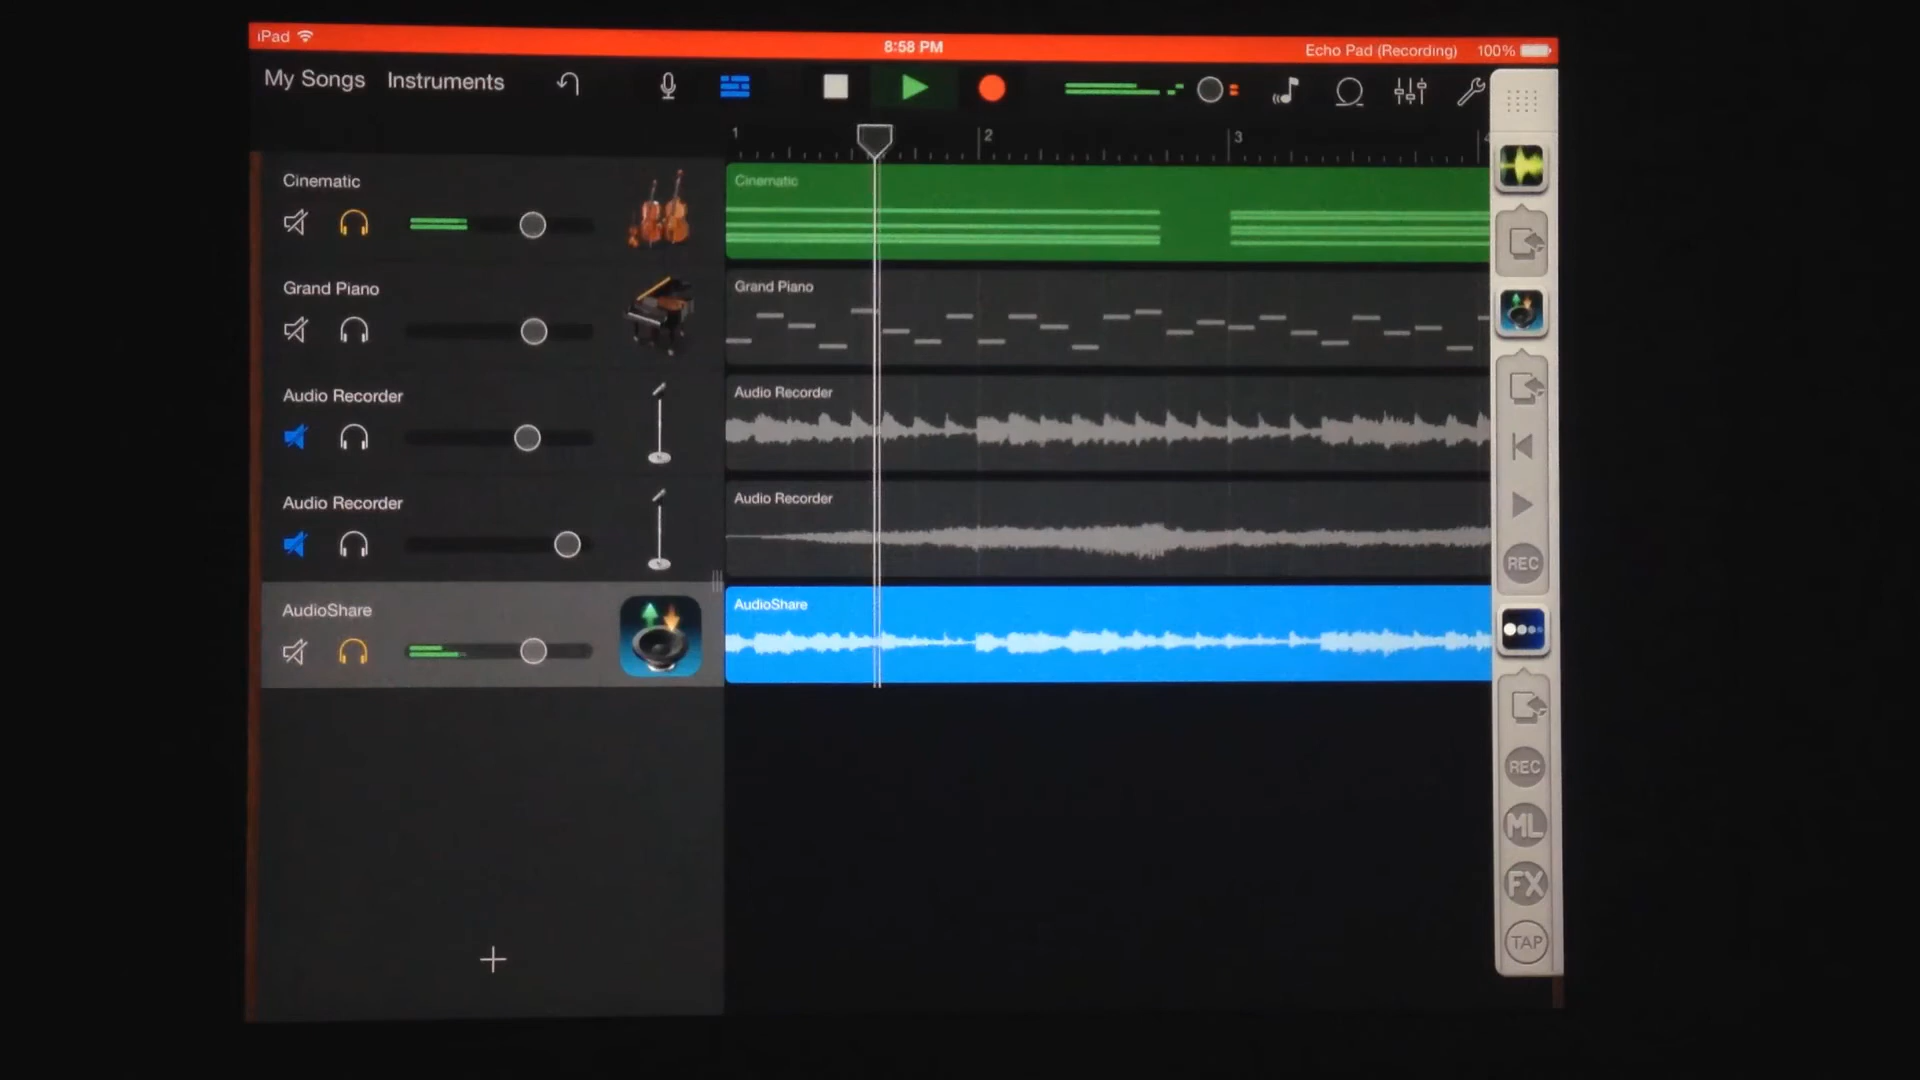 iPad
8:58 PM
Echo Pad (Recording) 100%
My Songs Instruments
1 2 3 4
Cinematic
Cinematic
Grand Piano
Grand Piano
Audio Recorder
Audio Recorder
Audio Recorder
Audio Recorder
AudioShare
AudioShare
REC
REC
ML
FX
TAP